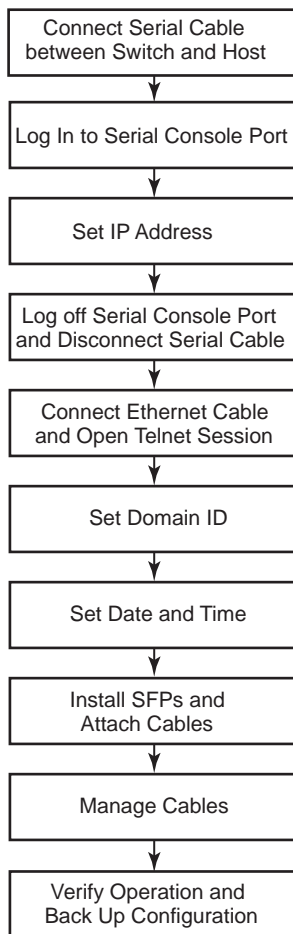 Connect Serial Cable
between Switch and Host
Log In to Serial Console Port
Set IP Address
Log off Serial Console Port
and Disconnect Serial Cable
Connect Ethernet Cable
and Open Telnet Session
Set Domain ID
Set Date and Time
Install SFPs and
Attach Cables
Manage Cables
Verify Operation and
Back Up Configuration